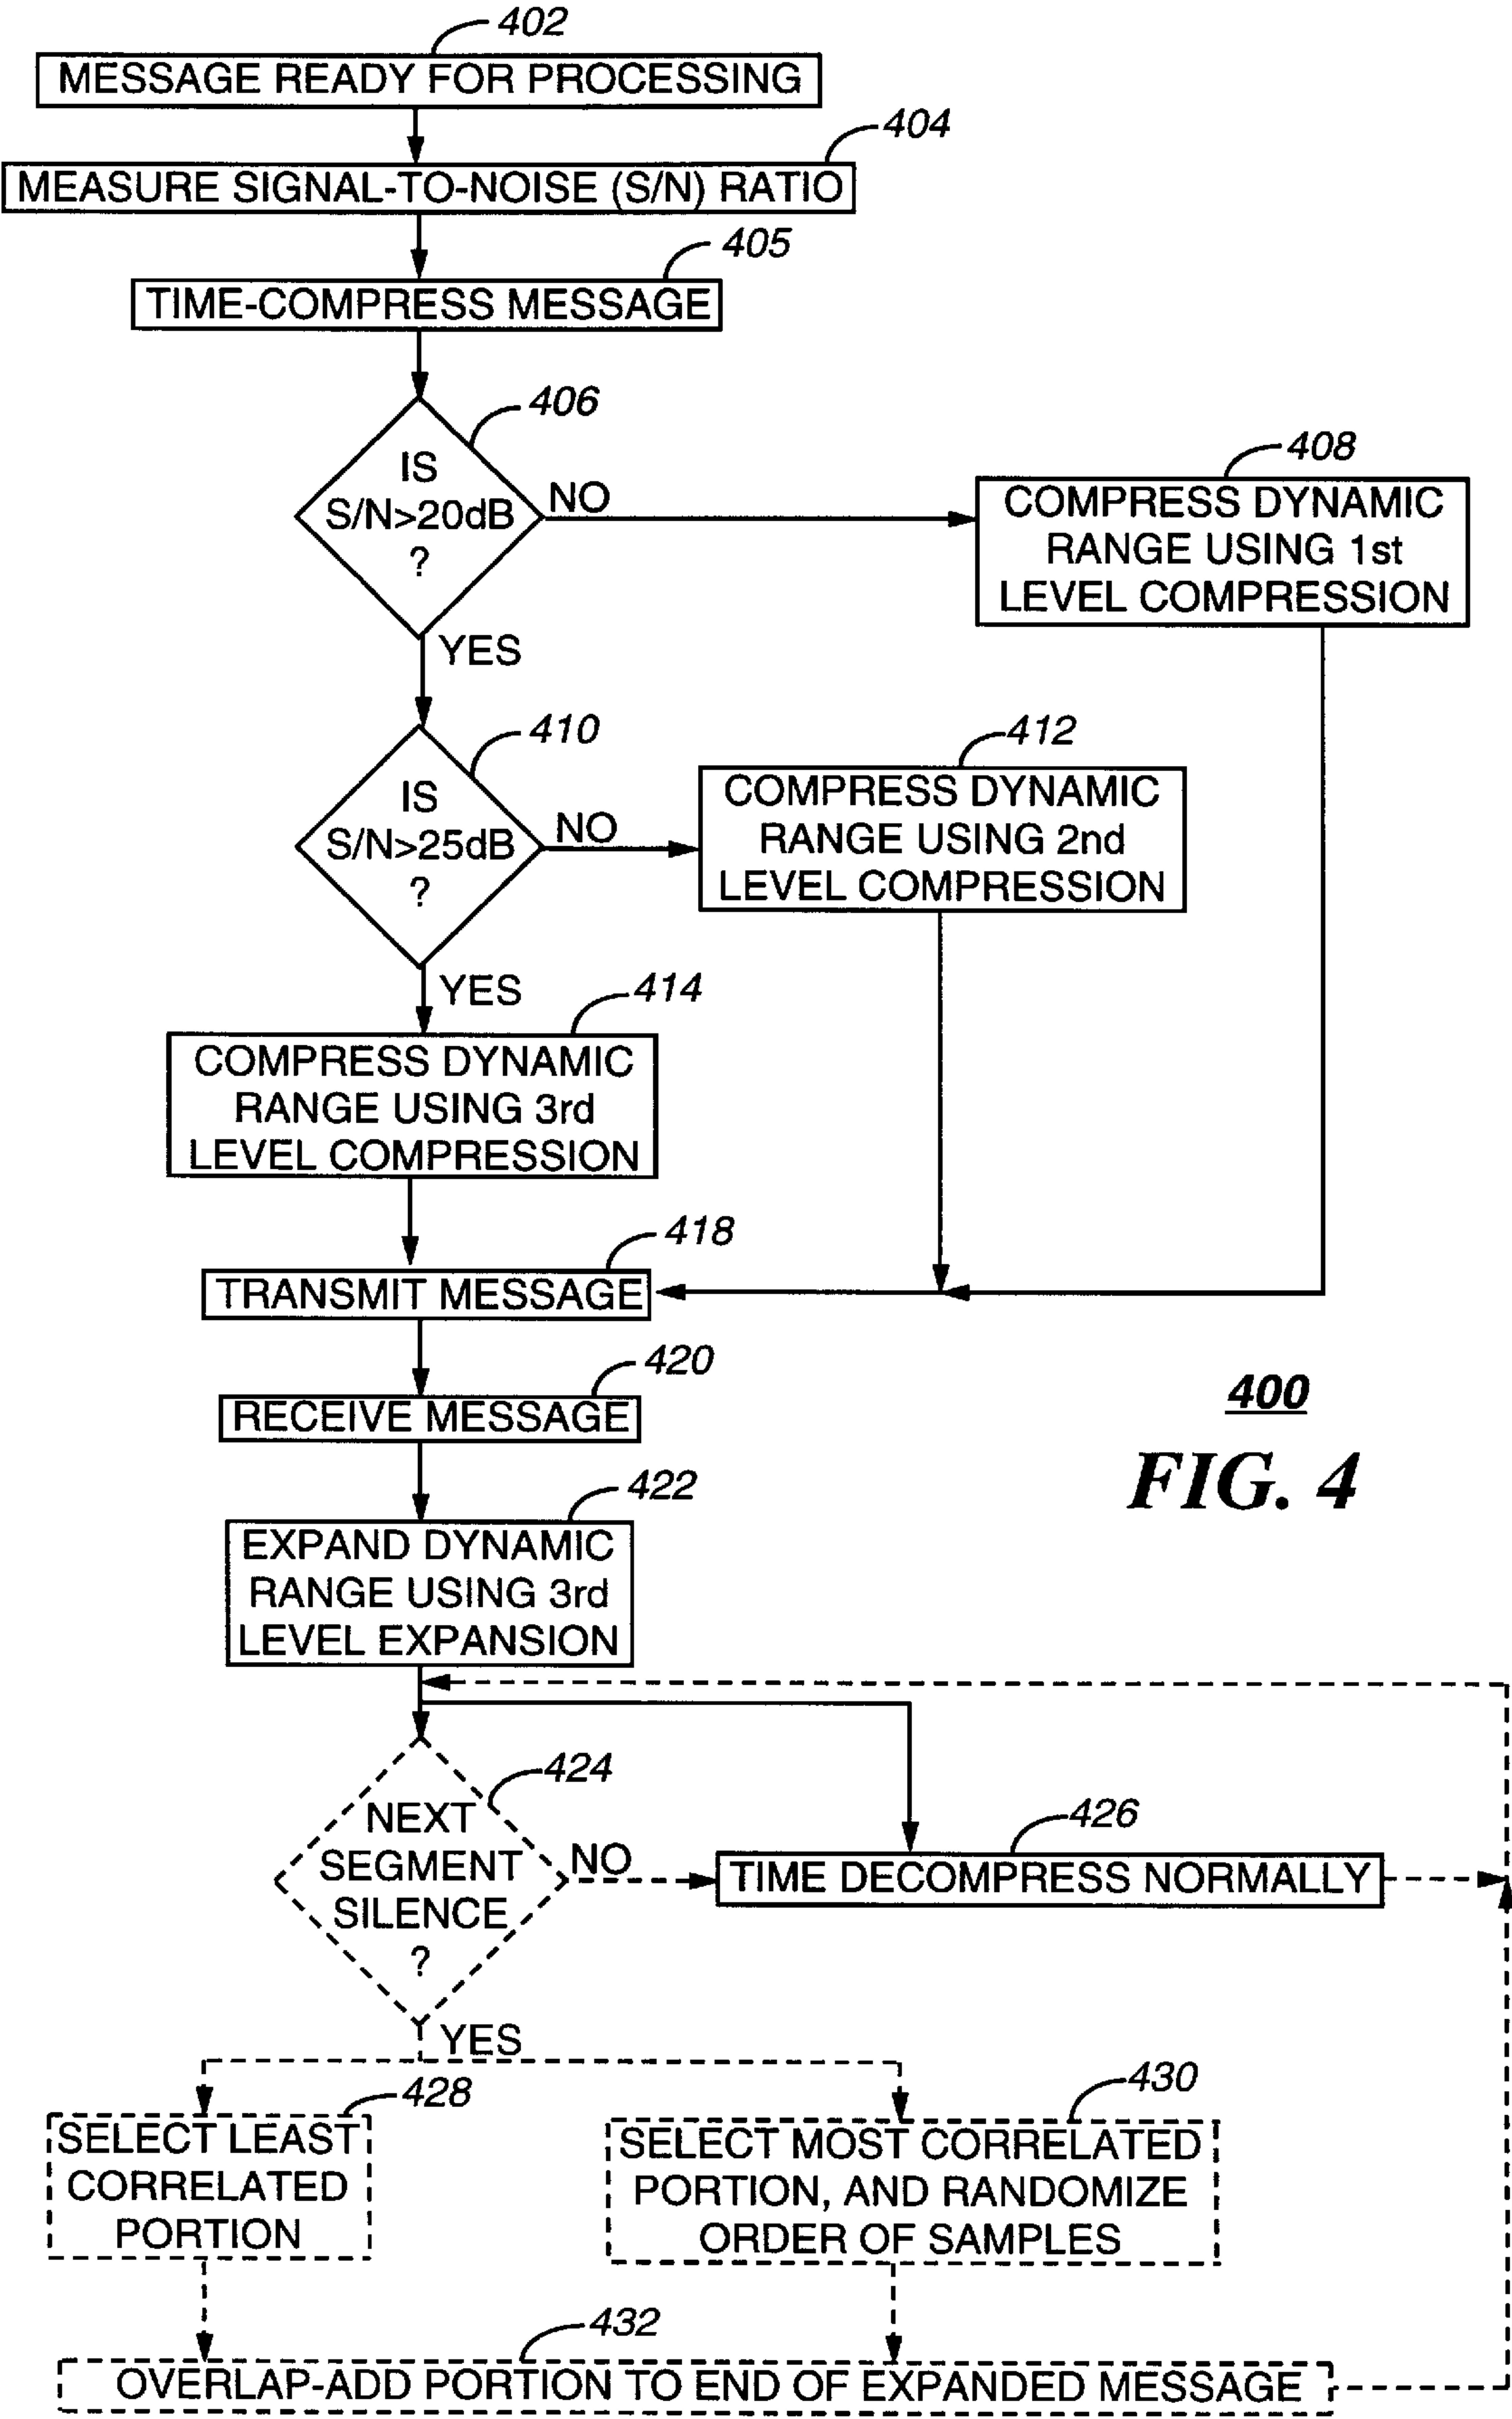 402
MESSAGE READY FOR PROCESSING
404
MEASURE SIGNAL-TO-NOISE (S/N) RATIO
405
TIME-COMPRESS MESSAGE
406
IS
S/N>20dB
?
NO
YES
408
COMPRESS DYNAMIC
RANGE USING 1st
LEVEL COMPRESSION
410
IS
S/N>25dB
?
NO
YES
412
COMPRESS DYNAMIC
RANGE USING 2nd
LEVEL COMPRESSION
414
COMPRESS DYNAMIC
RANGE USING 3rd
LEVEL COMPRESSION
418
TRANSMIT MESSAGE
420
RECEIVE MESSAGE
400
FIG. 4
422
EXPAND DYNAMIC
RANGE USING 3rd
LEVEL EXPANSION
424
NEXT
SEGMENT
SILENCE
?
NO
YES
426
TIME DECOMPRESS NORMALLY
428
SELECT LEAST
CORRELATED
PORTION
430
SELECT MOST CORRELATED
PORTION, AND RANDOMIZE
ORDER OF SAMPLES
432
OVERLAP-ADD PORTION TO END OF EXPANDED MESSAGE